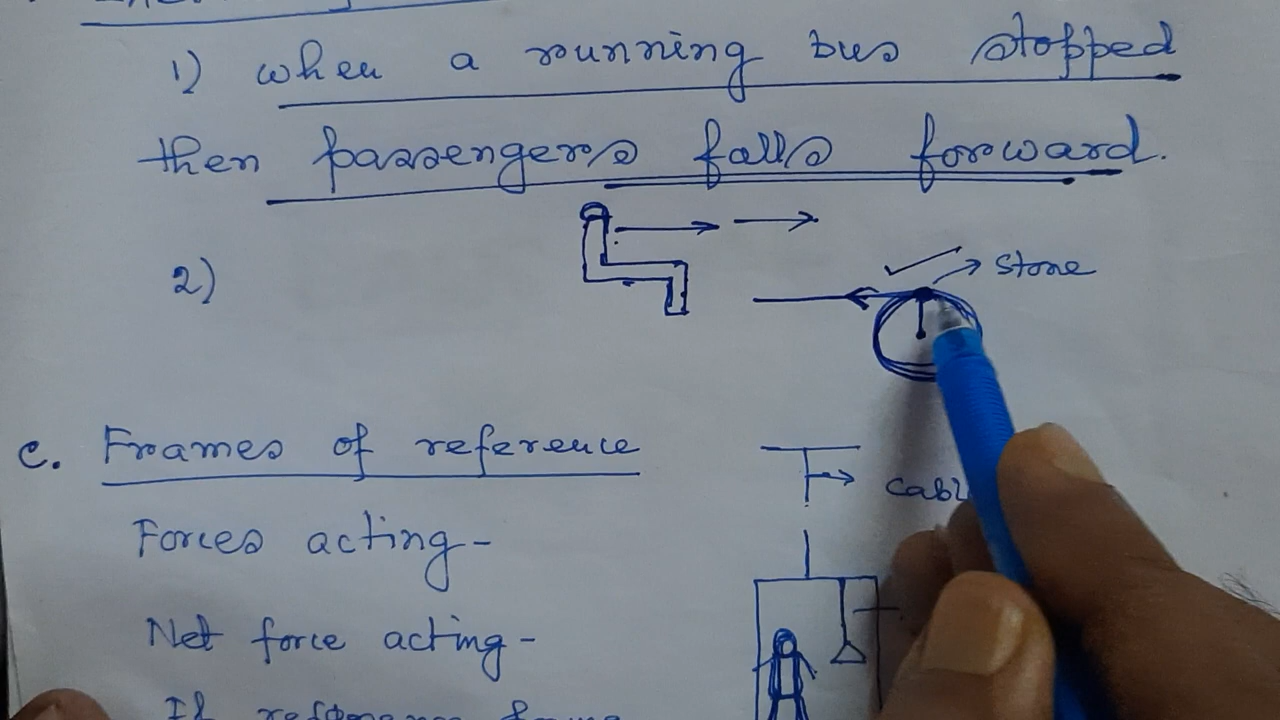 1) when a running bus stopped
then passengers falls forward.
2)
stone
c. Frames of reference
cabl
Forces acting-
Net force acting-
If